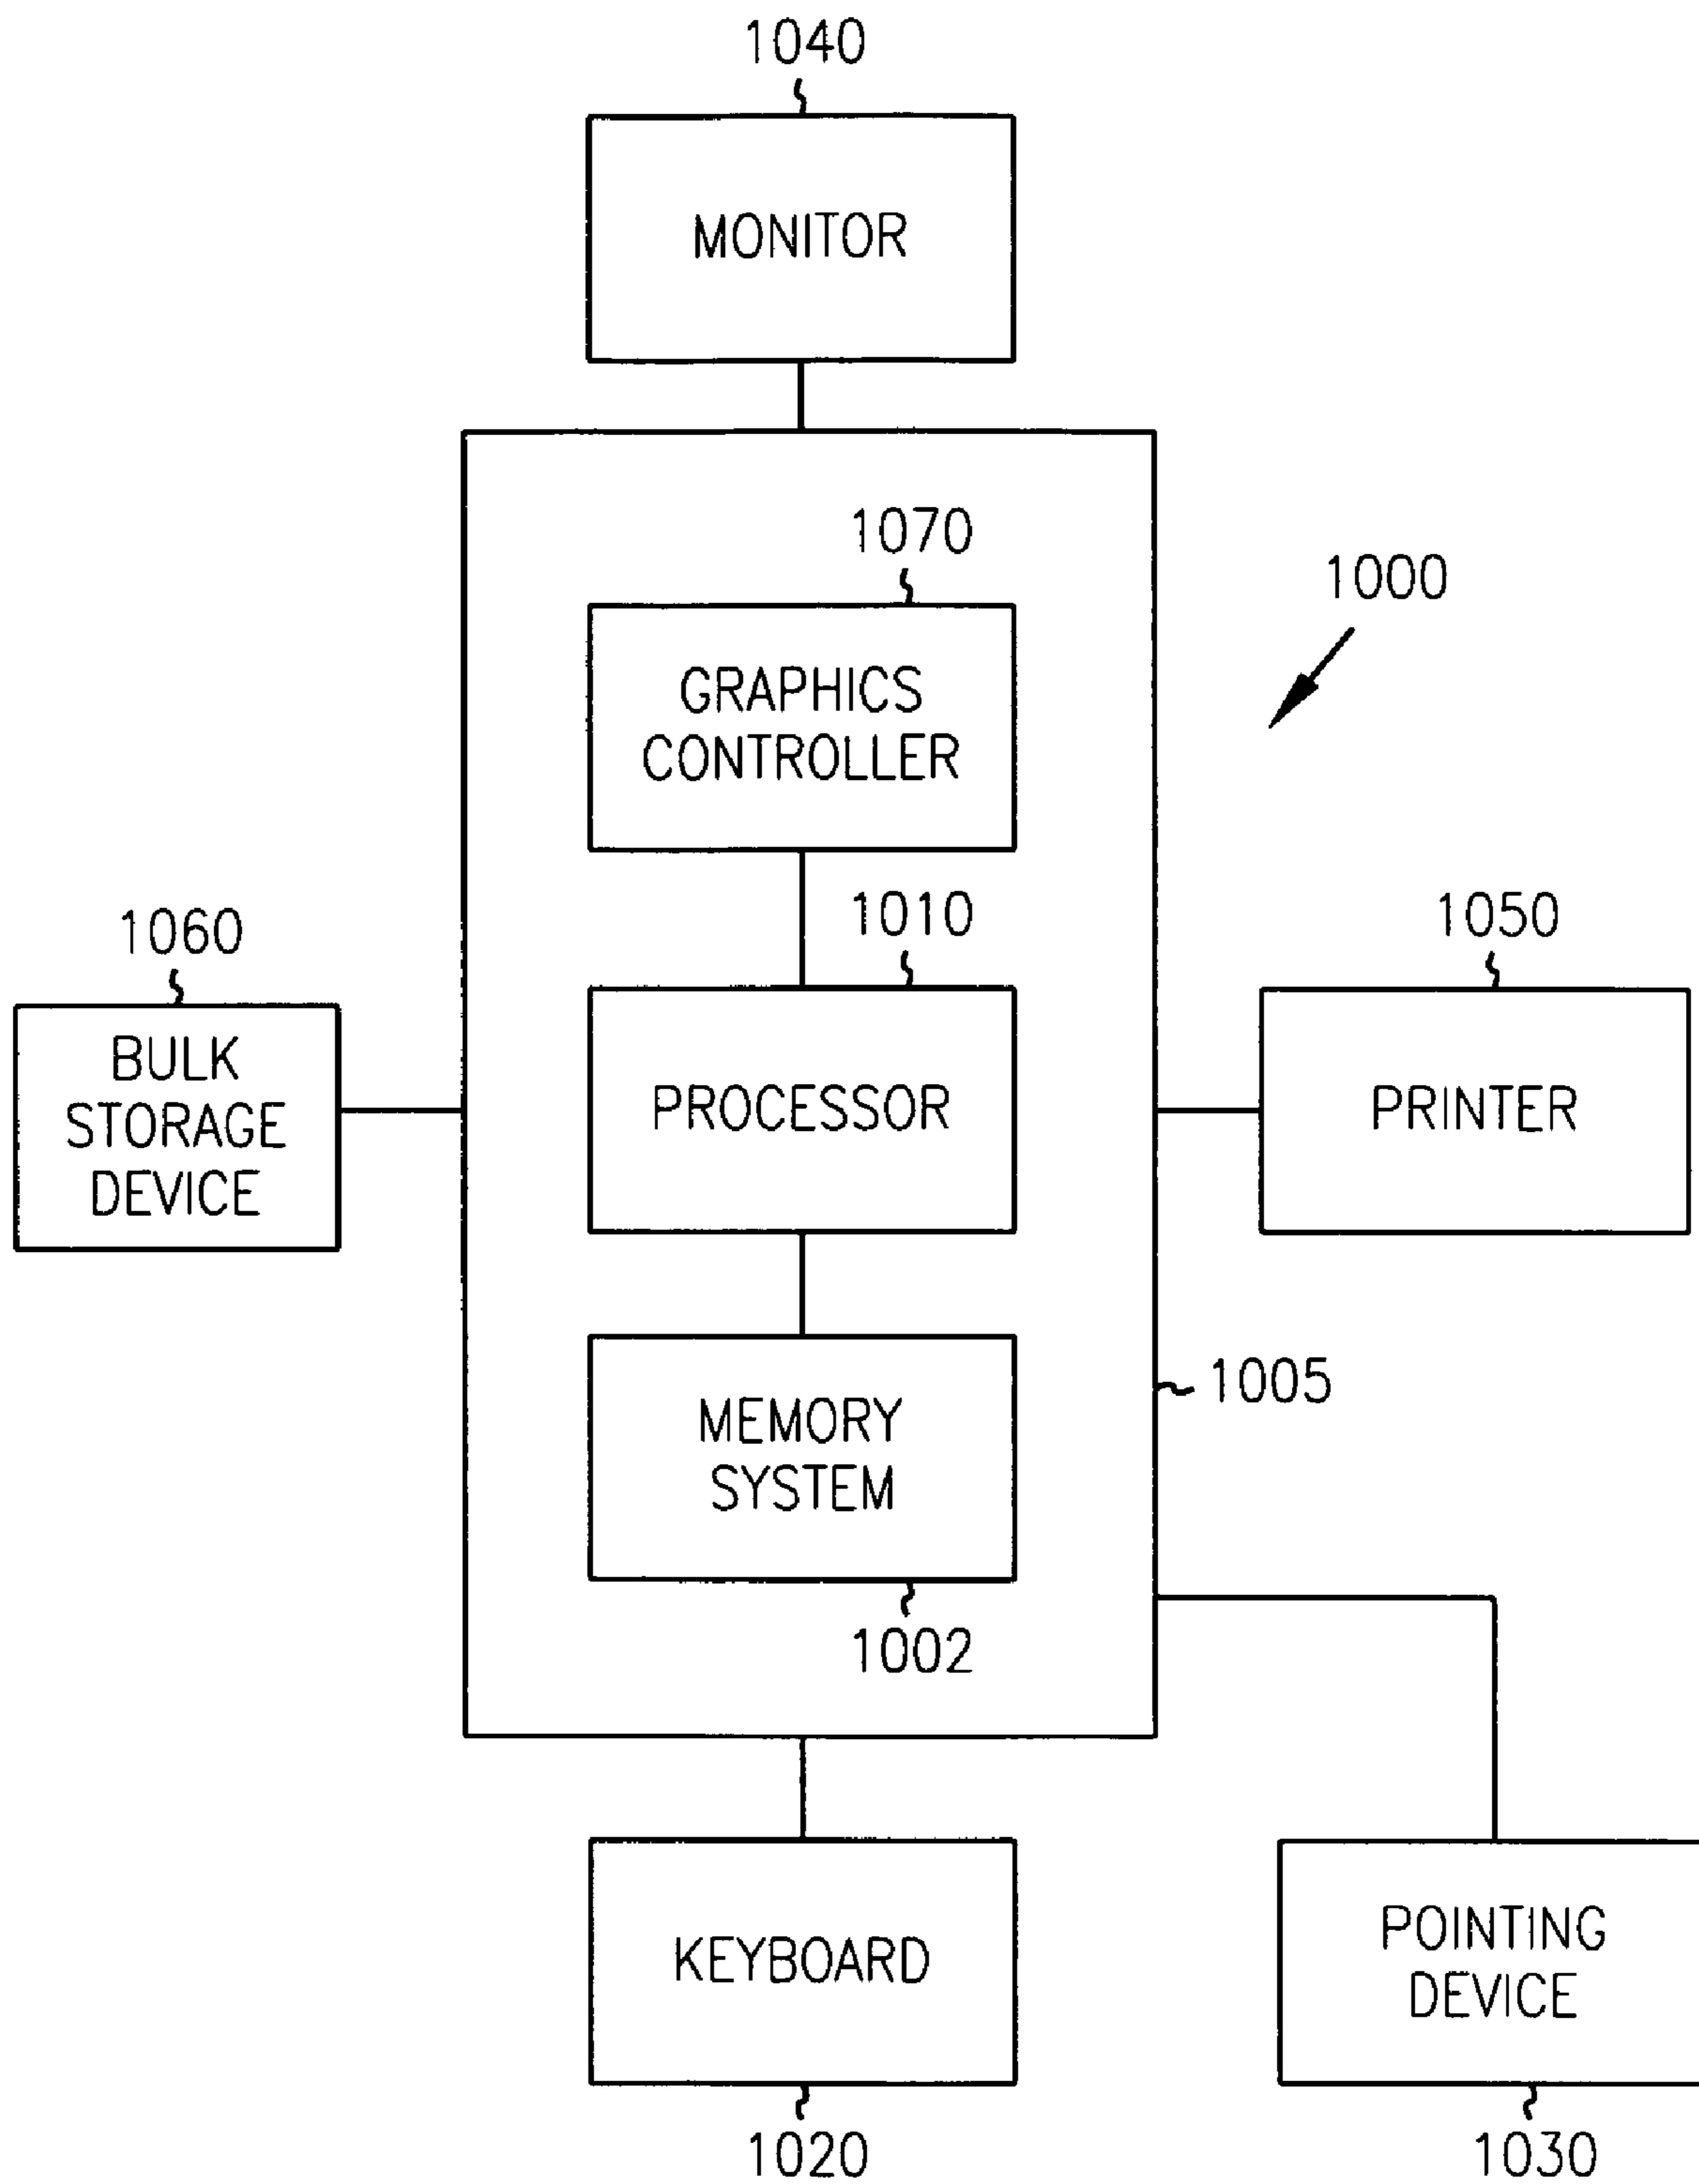 1040
MONITOR
1070
1000
GRAPHICS
CONTROLLER
1010
1060
1050
BULK
STORAGE
DEVICE
PROCESSOR
PRINTER
1005
MEMORY
SYSTEM
1002
KEYBOARD
POINTING
DEVICE
1020
1030